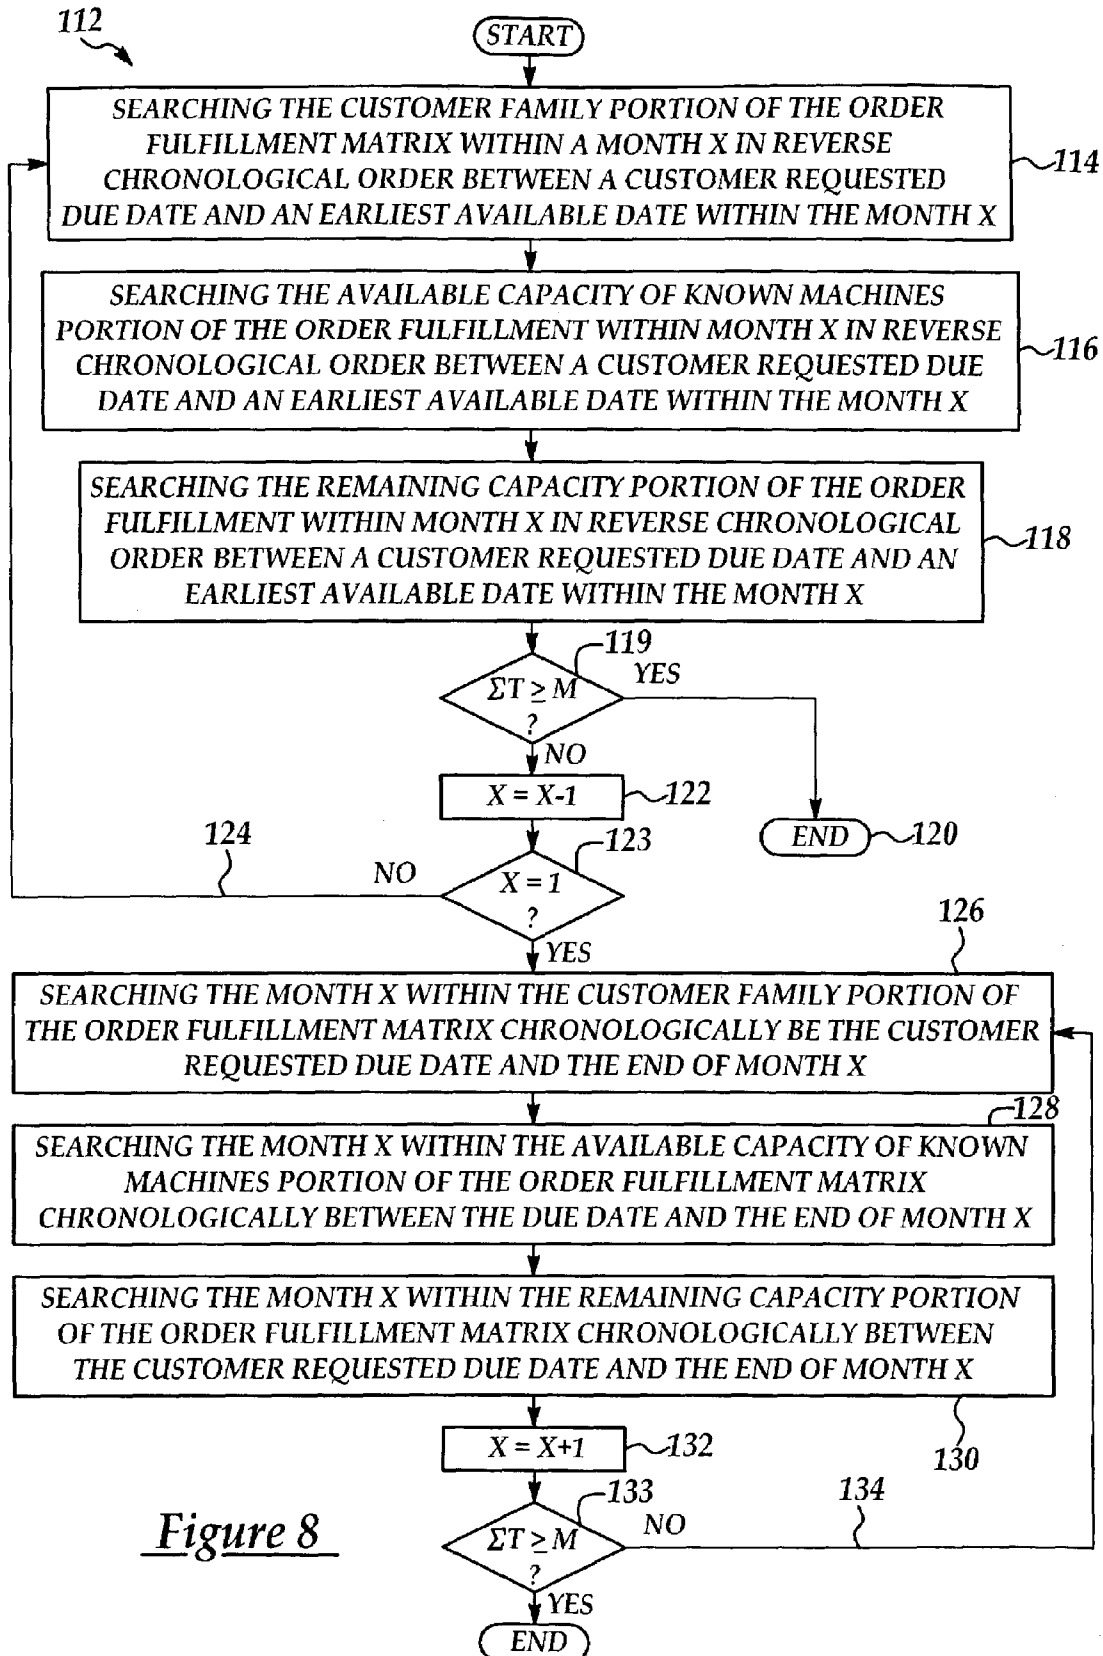 112
START
SEARCHING THE CUSTOMER FAMILY PORTION OF THE ORDER
FULFILLMENT MATRIX WITHIN A MONTH X IN REVERSE
CHRONOLOGICAL ORDER BETWEEN A CUSTOMER REQUESTED
DUE DATE AND AN EARLIEST AVAILABLE DATE WITHIN THE MONTH X
114
SEARCHING THE AVAILABLE CAPACITY OF KNOWN MACHINES
PORTION OF THE ORDER FULFILLMENT WITHIN MONTH X IN REVERSE
CHRONOLOGICAL ORDER BETWEEN A CUSTOMER REQUESTED DUE
DATE AND AN EARLIEST AVAILABLE DATE WITHIN THE MONTH X
116
SEARCHING THE REMAINING CAPACITY PORTION OF THE ORDER
FULFILLMENT WITHIN MONTH X IN REVERSE CHRONOLOGICAL
ORDER BETWEEN A CUSTOMER REQUESTED DUE DATE AND AN
EARLIEST AVAILABLE DATE WITHIN THE MONTH X
118
119
ΣT ≥ M
?
YES
NO
X = X-1
122
END
120
124
123
NO
X = 1
?
YES
126
SEARCHING THE MONTH X WITHIN THE CUSTOMER FAMILY PORTION OF
THE ORDER FULFILLMENT MATRIX CHRONOLOGICALLY BE THE CUSTOMER
REQUESTED DUE DATE AND THE END OF MONTH X
128
SEARCHING THE MONTH X WITHIN THE AVAILABLE CAPACITY OF KNOWN
MACHINES PORTION OF THE ORDER FULFILLMENT MATRIX
CHRONOLOGICALLY BETWEEN THE DUE DATE AND THE END OF MONTH X
SEARCHING THE MONTH X WITHIN THE REMAINING CAPACITY PORTION
OF THE ORDER FULFILLMENT MATRIX CHRONOLOGICALLY BETWEEN
THE CUSTOMER REQUESTED DUE DATE AND THE END OF MONTH X
130
X = X+1
132
133
ΣT ≥ M
?
NO
134
YES
END
Figure 8